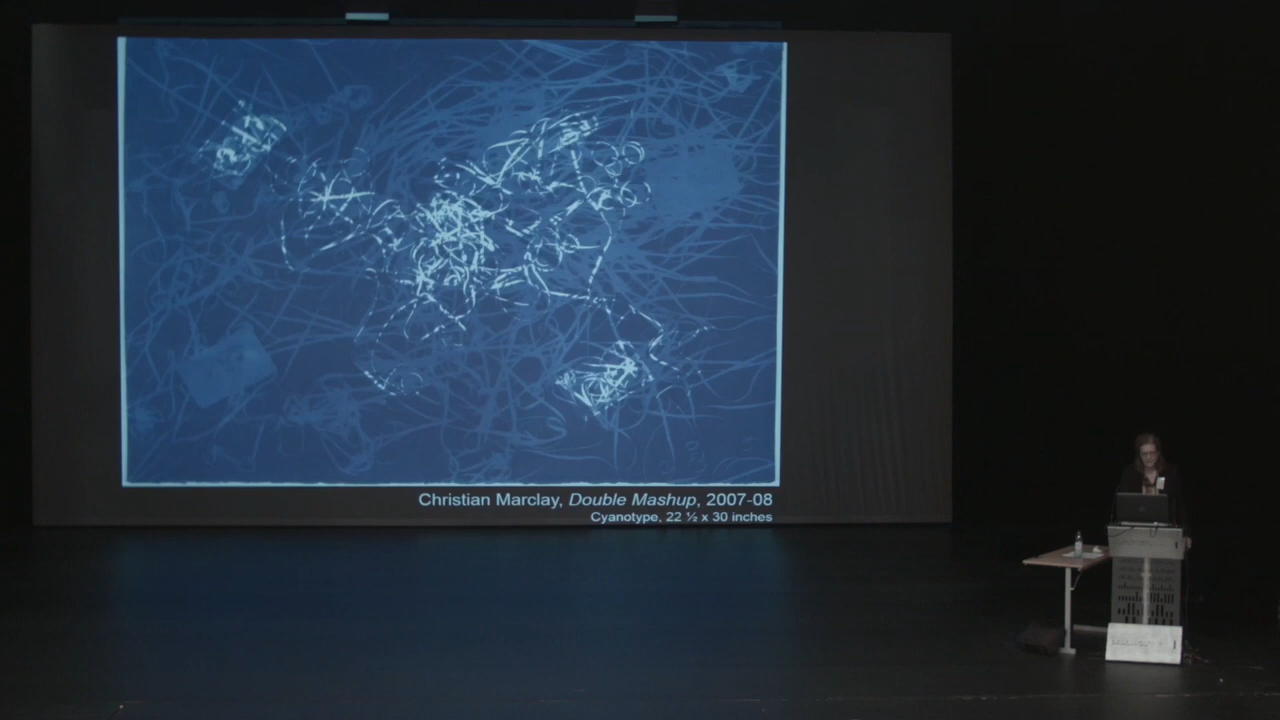 Christian Marclay, Double Mashup, 2007-08
Cyanotype, 22 ½ x 30 inches